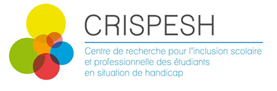 CRISPESH
Centre de recherche pour l'inclusion scolaire
et professionnelle des étudiants
en situation de handicap